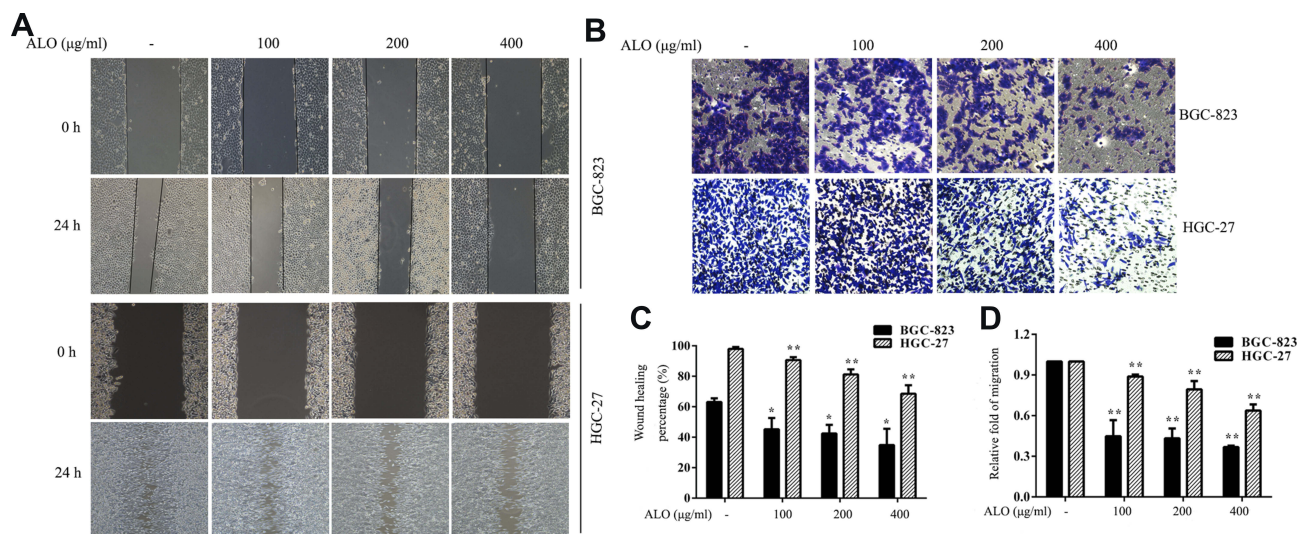 A
ALO (μg/ml) - 100 200 400
0 h
24 h
BGC-823
0 h
24 h
HGC-27
B
ALO (μg/ml) - 100 200 400
BGC-823
HGC-27
C
BGC-823
HGC-27
Wound healing
percentage (%)
100
80
60
40
20
0
* ** * ** * **
ALO (μg/ml) - 100 200 400
D
BGC-823
HGC-27
Relative fold of migration
1.2
0.9
0.6
0.3
0.0
** ** ** ** ** **
ALO (μg/ml) - 100 200 400